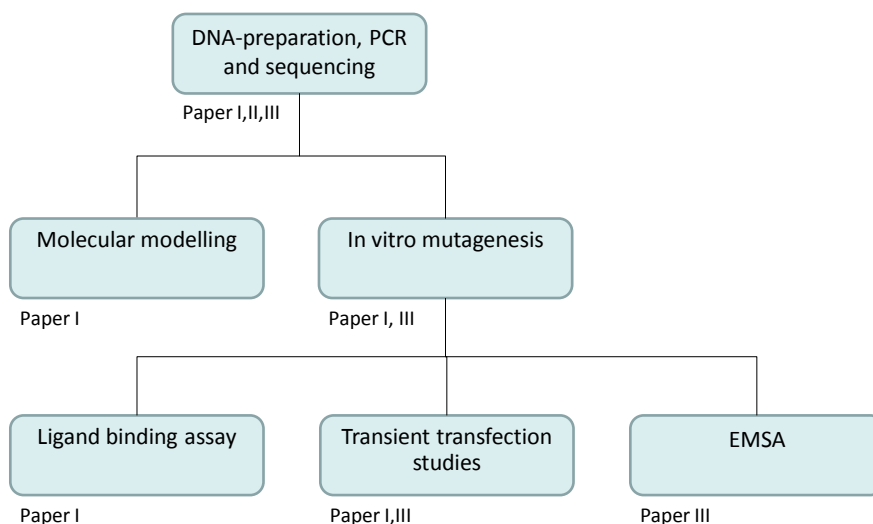 DNA-preparation, PCR
and sequencing
Paper I,II,III
Molecular modelling
In vitro mutagenesis
Paper I
Paper I, III
Ligand binding assay
Transient transfection
studies
EMSA
Paper I
Paper I,III
Paper III